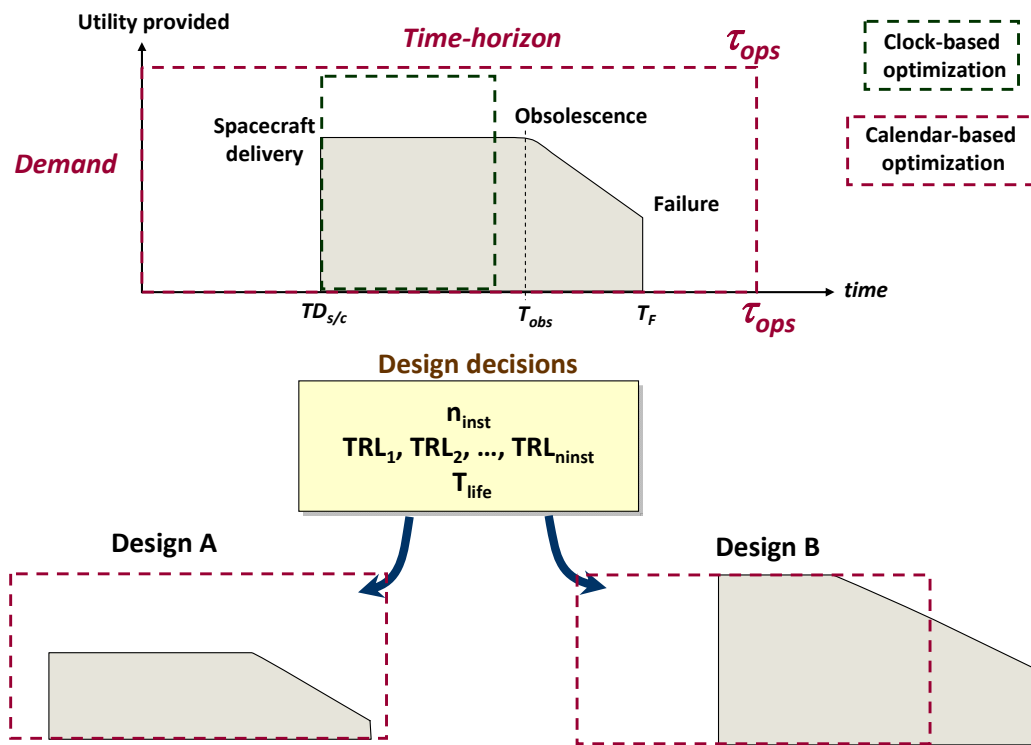 Utility provided
Time-horizon
τops
Clock-based
optimization
Spacecraft
delivery
Obsolescence
Demand
Calendar-based
optimization
Failure
time
TDs/c
Tobs
TF
τops
Design decisions
ninst
TRL1, TRL2, ..., TRLninst
Tlife
Design A
Design B